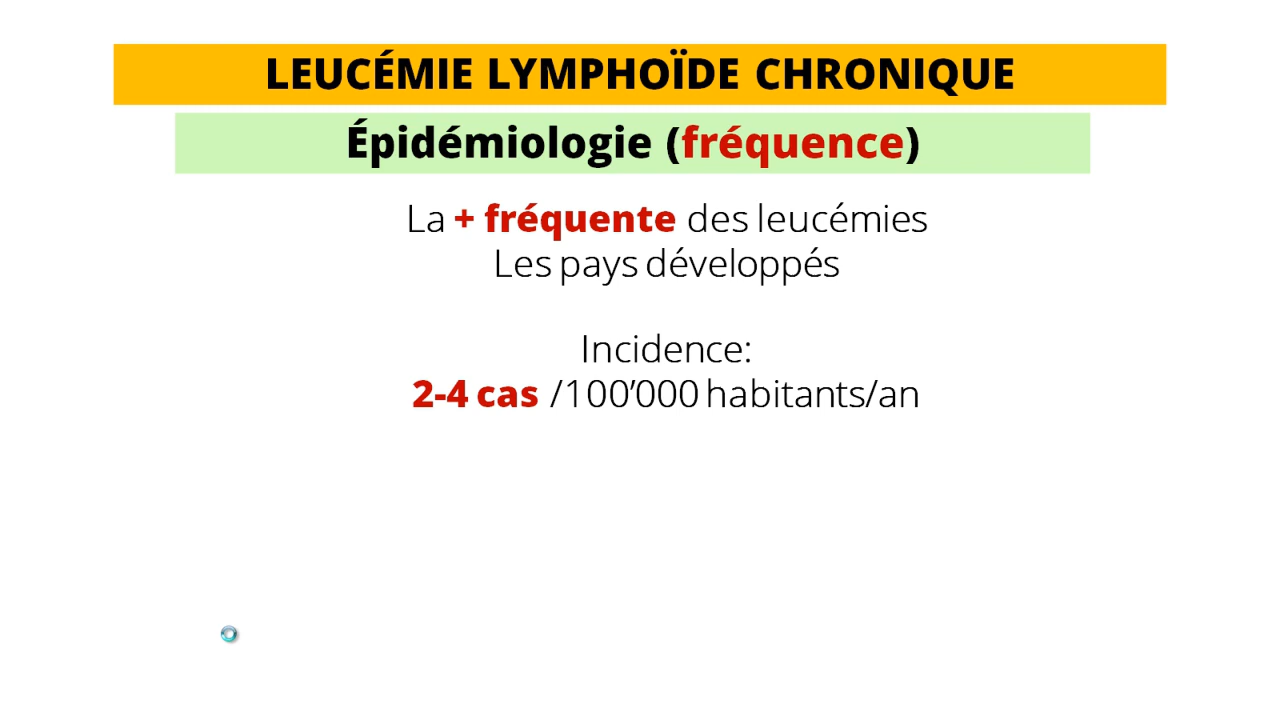 LEUCÉMIE LYMPHOÏDE CHRONIQUE
Épidémiologie (fréquence)
La + fréquente des leucémies
Les pays développés
Incidence:
2-4 cas /100’000 habitants/an